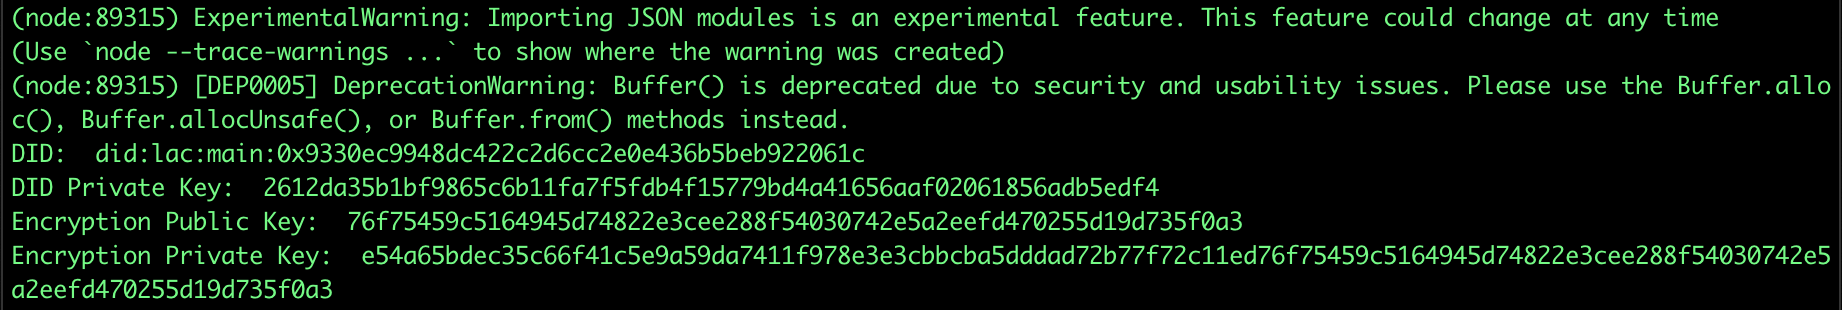 (node:89315) ExperimentalWarning: Importing JSON modules is an experimental feature. This feature could change at any time
(Use `node --trace-warnings ...` to show where the warning was created)
(node:89315) [DEP0005] DeprecationWarning: Buffer() is deprecated due to security and usability issues. Please use the Buffer.allo
c(), Buffer.allocUnsafe(), or Buffer.from() methods instead.
DID:  did:lac:main:0x9330ec9948dc422c2d6cc2e0e436b5beb922061c
DID Private Key:  2612da35b1bf9865c6b11fa7f5fdb4f15779bd4a41656aaf02061856adb5edf4
Encryption Public Key:  76f75459c5164945d74822e3cee288f54030742e5a2eefd470255d19d735f0a3
Encryption Private Key:  e54a65bdec35c66f41c5e9a59da7411f978e3e3cbbcba5dddad72b77f72c11ed76f75459c5164945d74822e3cee288f54030742e5
a2eefd470255d19d735f0a3